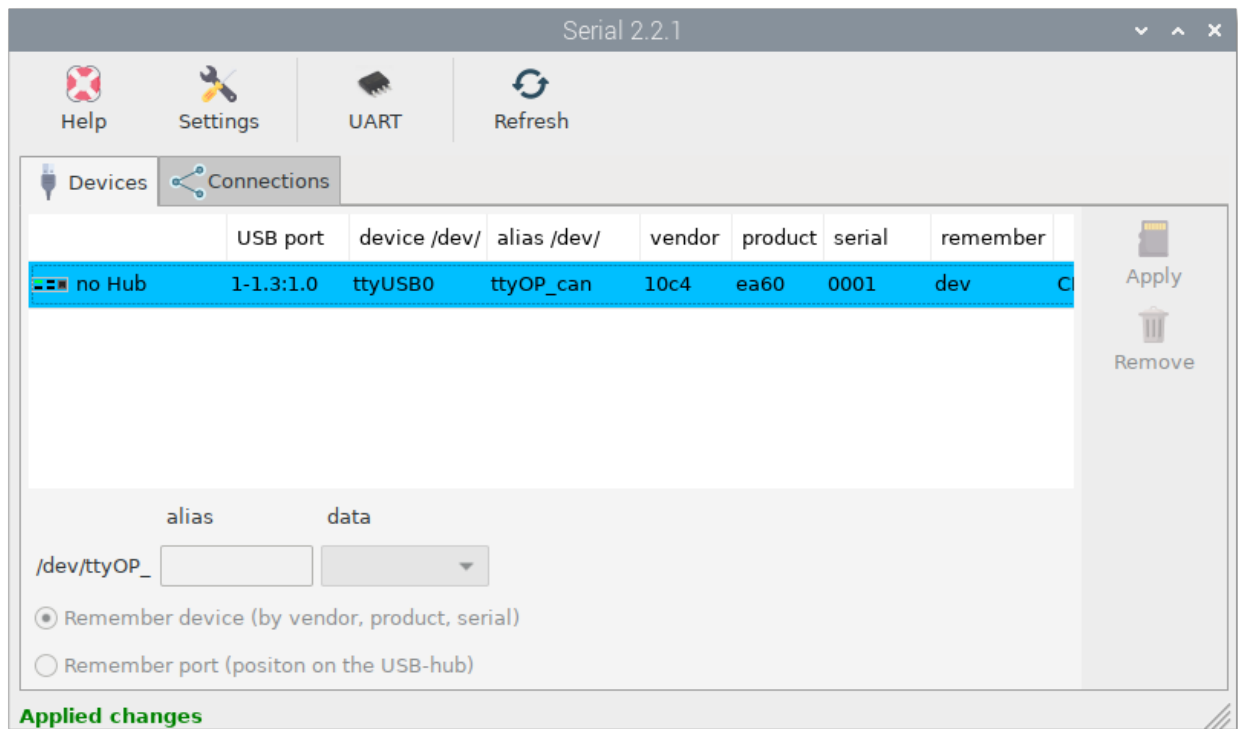 Serial 2.2.1
Help Settings UART Refresh
Devices Connections
USB port device /dev/ alias /dev/ vendor product serial remember
no Hub 1-1.3:1.0 ttyUSB0 ttyOP_can 10c4 ea60 0001 dev
Apply
Remove
alias data
/dev/ttyOP_
Remember device (by vendor, product, serial)
Remember port (positon on the USB-hub)
Applied changes